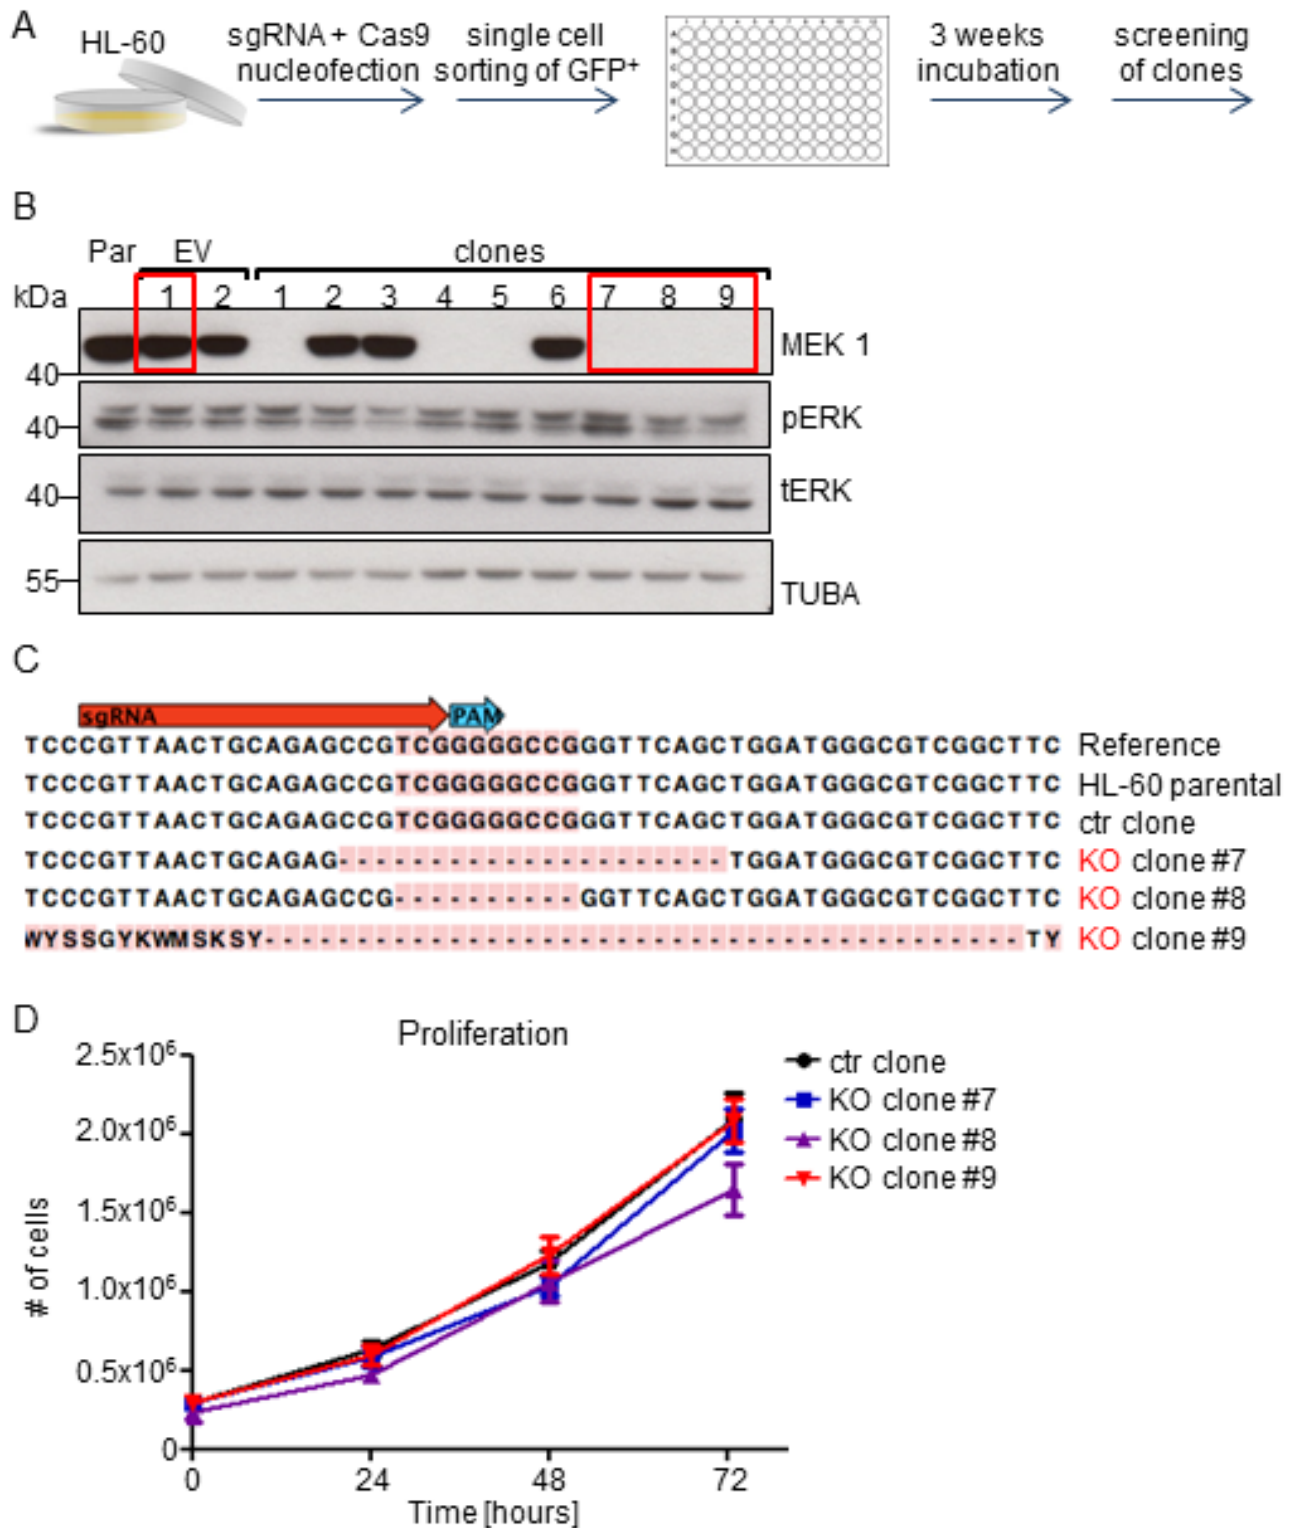 A
HL-60
sgRNA + Cas9
nucleofection
single cell
sorting of GFP⁺
3 weeks
incubation
screening
of clones
B
Par EV clones
kDa 1 2 1 2 3 4 5 6 7 8 9
MEK 1
40
40 pERK
40 tERK
55 TUBA
C
sgRNA PAM
TCCCGTTAACTGCAGAGCCGTCGGGGGCCGGGTTCAGCTGGATGGGCGTCGGCTTC Reference
TCCCGTTAACTGCAGAGCCGTCGGGGGCCGGGTTCAGCTGGATGGGCGTCGGCTTC HL-60 parental
TCCCGTTAACTGCAGAGCCGTCGGGGGCCGGGTTCAGCTGGATGGGCGTCGGCTTC ctr clone
TCCCGTTAACTGCAGAG---------------------TGGATGGGCGTCGGCTTC KO clone #7
TCCCGTTAACTGCAGAGCCG----------GGTTCAGCTGGATGGGCGTCGGCTTC KO clone #8
WYSSGYKWMSKSY-----------------------------------------TY KO clone #9
D
Proliferation
# of cells
2.5x10⁶
2.0x10⁶
1.5x10⁶
1.0x10⁶
0.5x10⁶
0
0 24 48 72
Time [hours]
ctr clone
KO clone #7
KO clone #8
KO clone #9